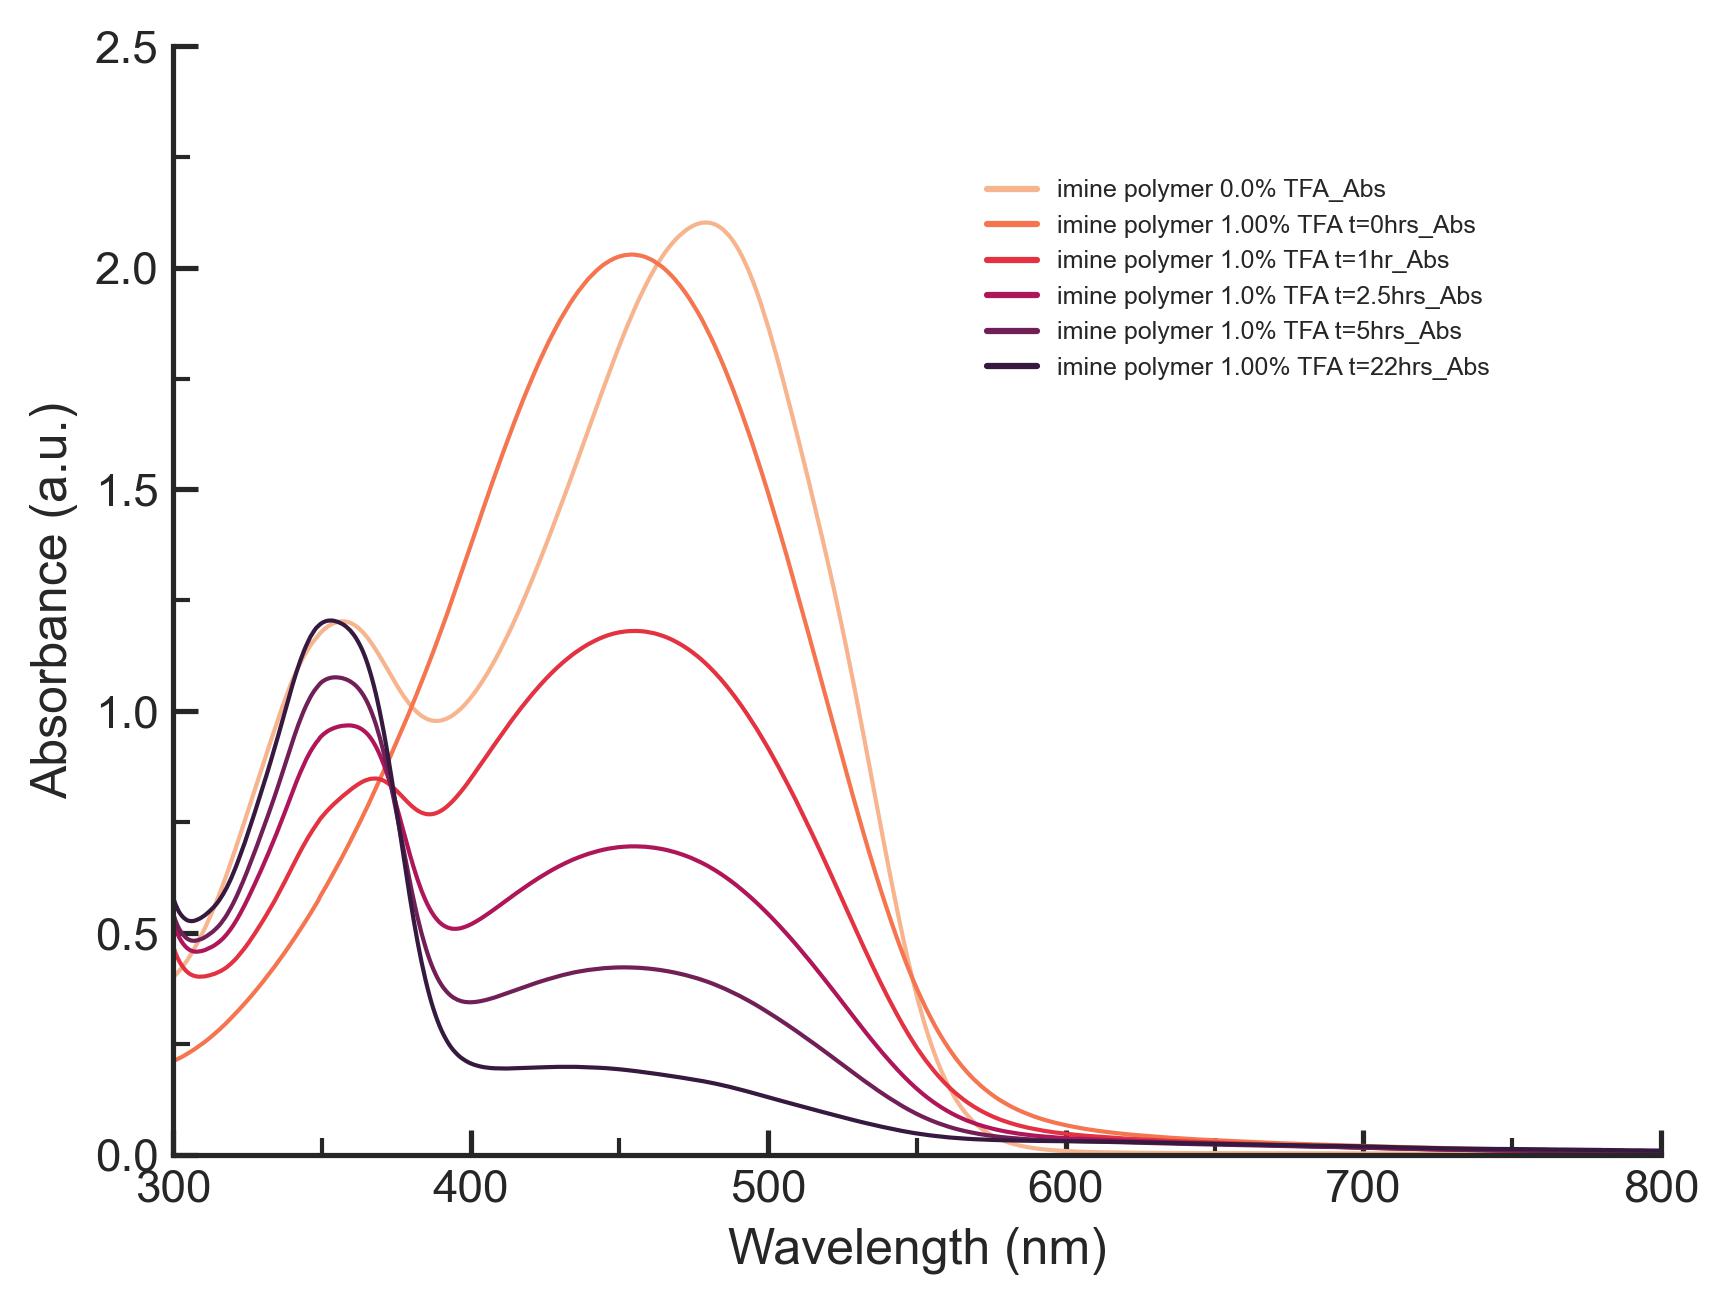 2.5
2.0
1.5
1.0
0.5
0.0
Absorbance (a.u.)
imine polymer 0.0% TFA_Abs
imine polymer 1.00% TFA t=0hrs_Abs
imine polymer 1.0% TFA t=1hr_Abs
imine polymer 1.0% TFA t=2.5hrs_Abs
imine polymer 1.0% TFA t=5hrs_Abs
imine polymer 1.00% TFA t=22hrs_Abs
300 400 500 600 700 800
Wavelength (nm)